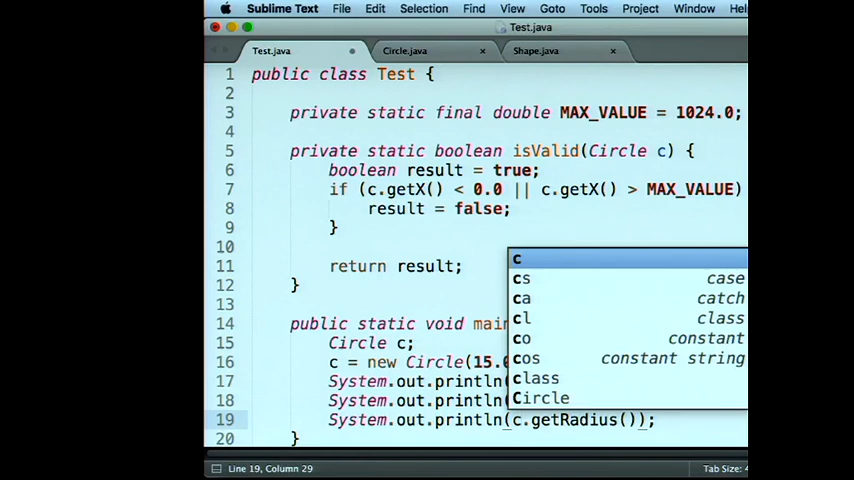 Sublime Text File Edit Selection Find View Goto Tools Project Window Help
Test.java
Test.java Circle.java × Shape.java ×
1 public class Test {
2
3 private static final double MAX_VALUE = 1024.0;
4
5 private static boolean isValid(Circle c) {
6 boolean result = true;
7 if (c.getX() < 0.0 || c.getX() > MAX_VALUE)
8 result = false;
9 }
10
11 return result;
12 }
13
14 public static void main
15 Circle c;
16 c = new Circle(15.0
17 System.out.println(
18 System.out.println(
19 System.out.println(c.getRadius());
20 }
c
cs case
ca catch
cl class
co constant
cos constant string
class
Circle
Line 19, Column 29 Tab Size: 4